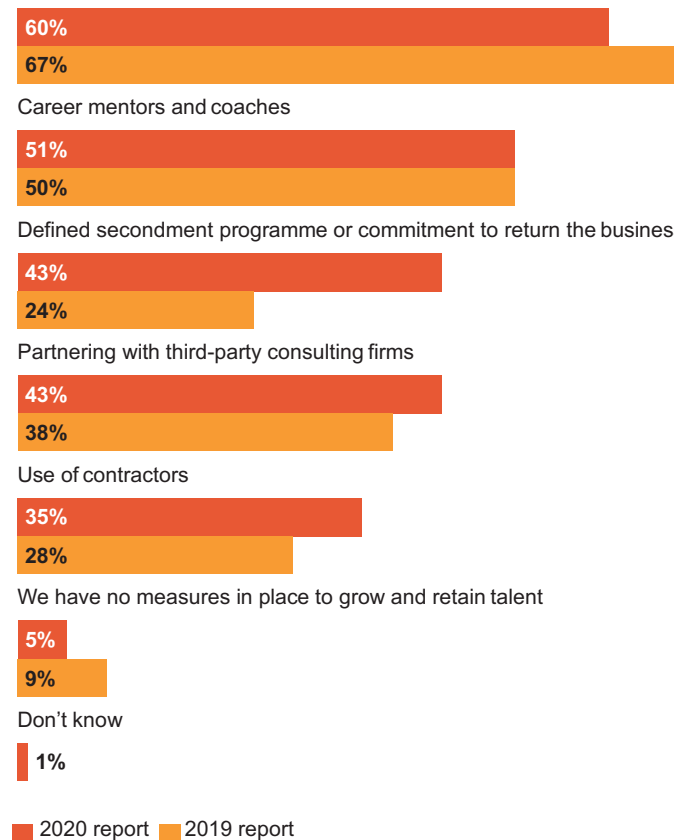 60%
67%
Career mentors and coaches
51%
50%
Defined secondment programme or commitment to return the busines
43%
24%
Partnering with third-party consulting firms
43%
38%
Use of contractors
35%
28%
We have no measures in place to grow and retain talent
5%
9%
Don’t know
1%
2020 report 2019 report